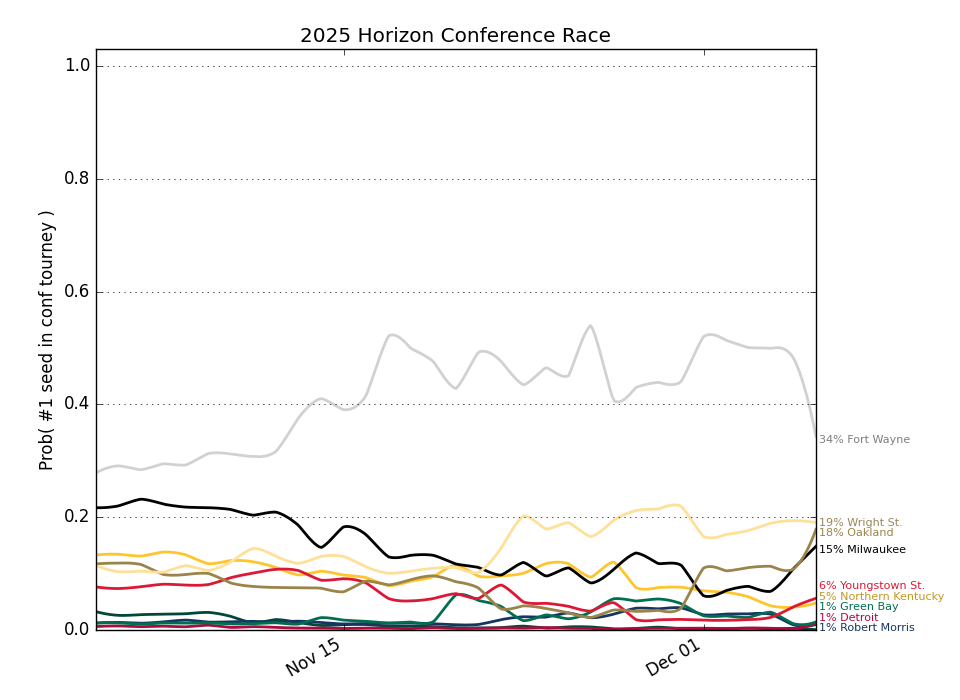 2025 Horizon Conference Race
Prob( #1 seed in conf tourney )
1.0
0.8
0.6
0.4
0.2
0.0
Nov 15
Dec 01
34% Fort Wayne
19% Wright St.
18% Oakland
15% Milwaukee
6% Youngstown St.
5% Northern Kentucky
1% Green Bay
1% Detroit
1% Robert Morris